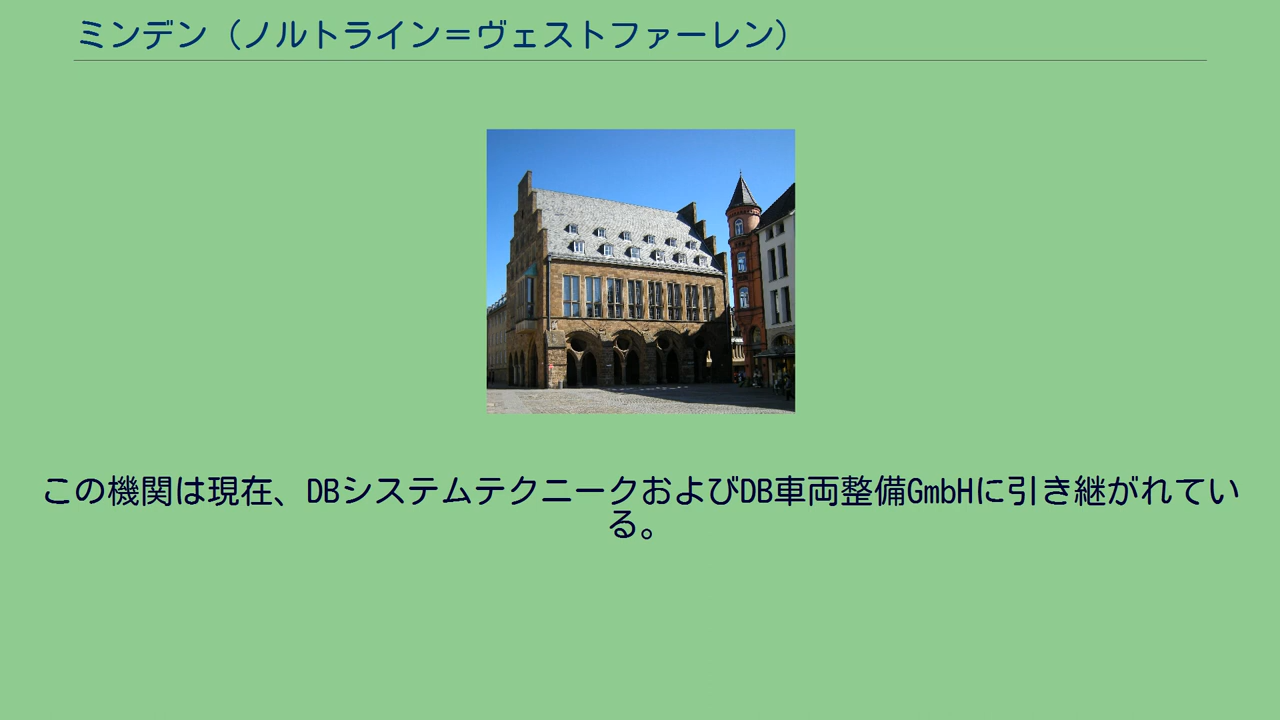 ミンデン（ノルトライン＝ヴェストファーレン）
この機関は現在、DBシステムテクニークおよびDB車両整備GmbHに引き継がれてい
る。